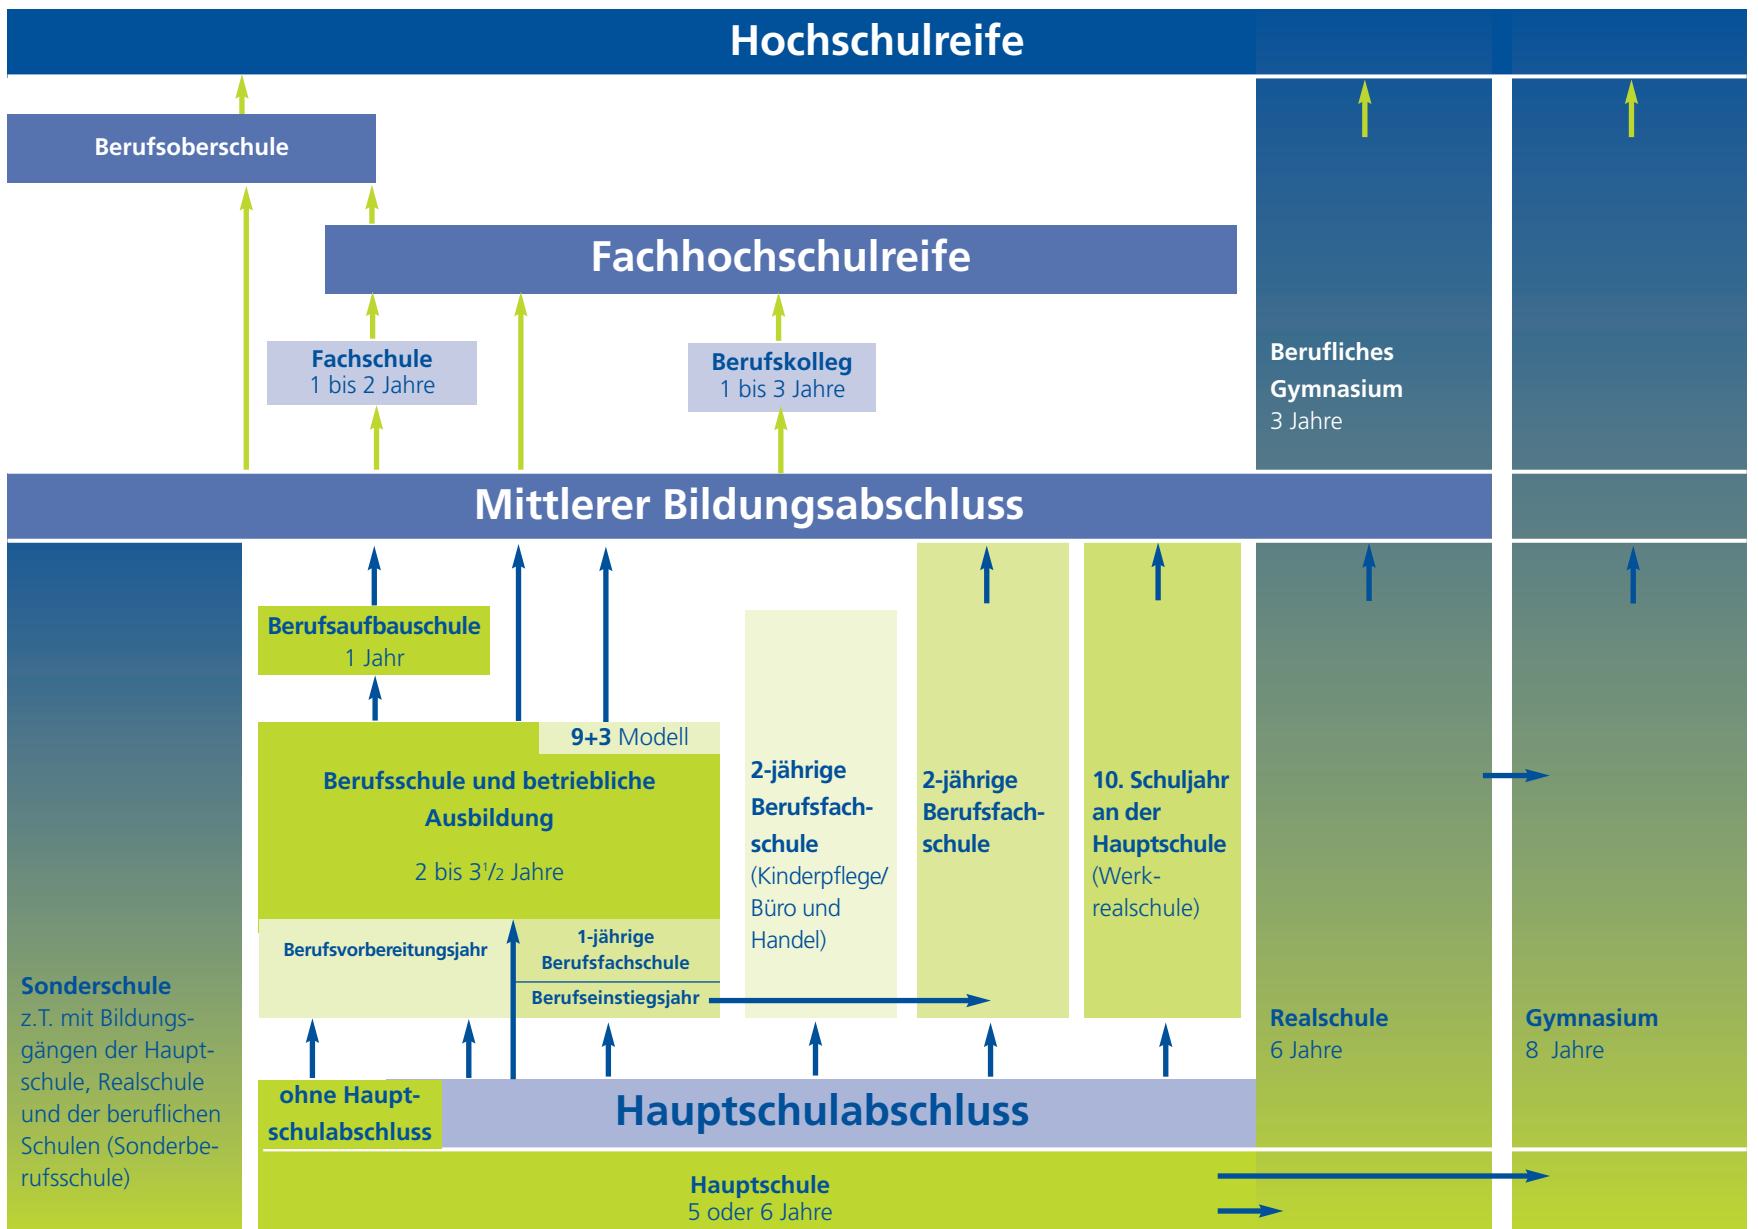 Hochschulreife
Berufsoberschule
Fachhochschulreife
Fachschule
1 bis 2 Jahre
Berufskolleg
1 bis 3 Jahre
Berufliches
Gymnasium
3 Jahre
Mittlerer Bildungsabschluss
Berufsaufbauschule
1 Jahr
9+3 Modell
Berufsschule und betriebliche
Ausbildung
2 bis 3¹/2 Jahre
Berufsvorbereitungsjahr
1-jährige
Berufsfachschule
Berufseinstiegsjahr
2-jährige
Berufsfach-
schule
(Kinderpflege/
Büro und
Handel)
2-jährige
Berufsfach-
schule
10. Schuljahr
an der
Hauptschule
(Werk-
realschule)
Sonderschule
z.T. mit Bildungs-
gängen der Haupt-
schule, Realschule
und der beruflichen
Schulen (Sonderbe-
rufsschule)
Realschule
6 Jahre
Gymnasium
8 Jahre
ohne Haupt-
schulabschluss
Hauptschulabschluss
Hauptschule
5 oder 6 Jahre